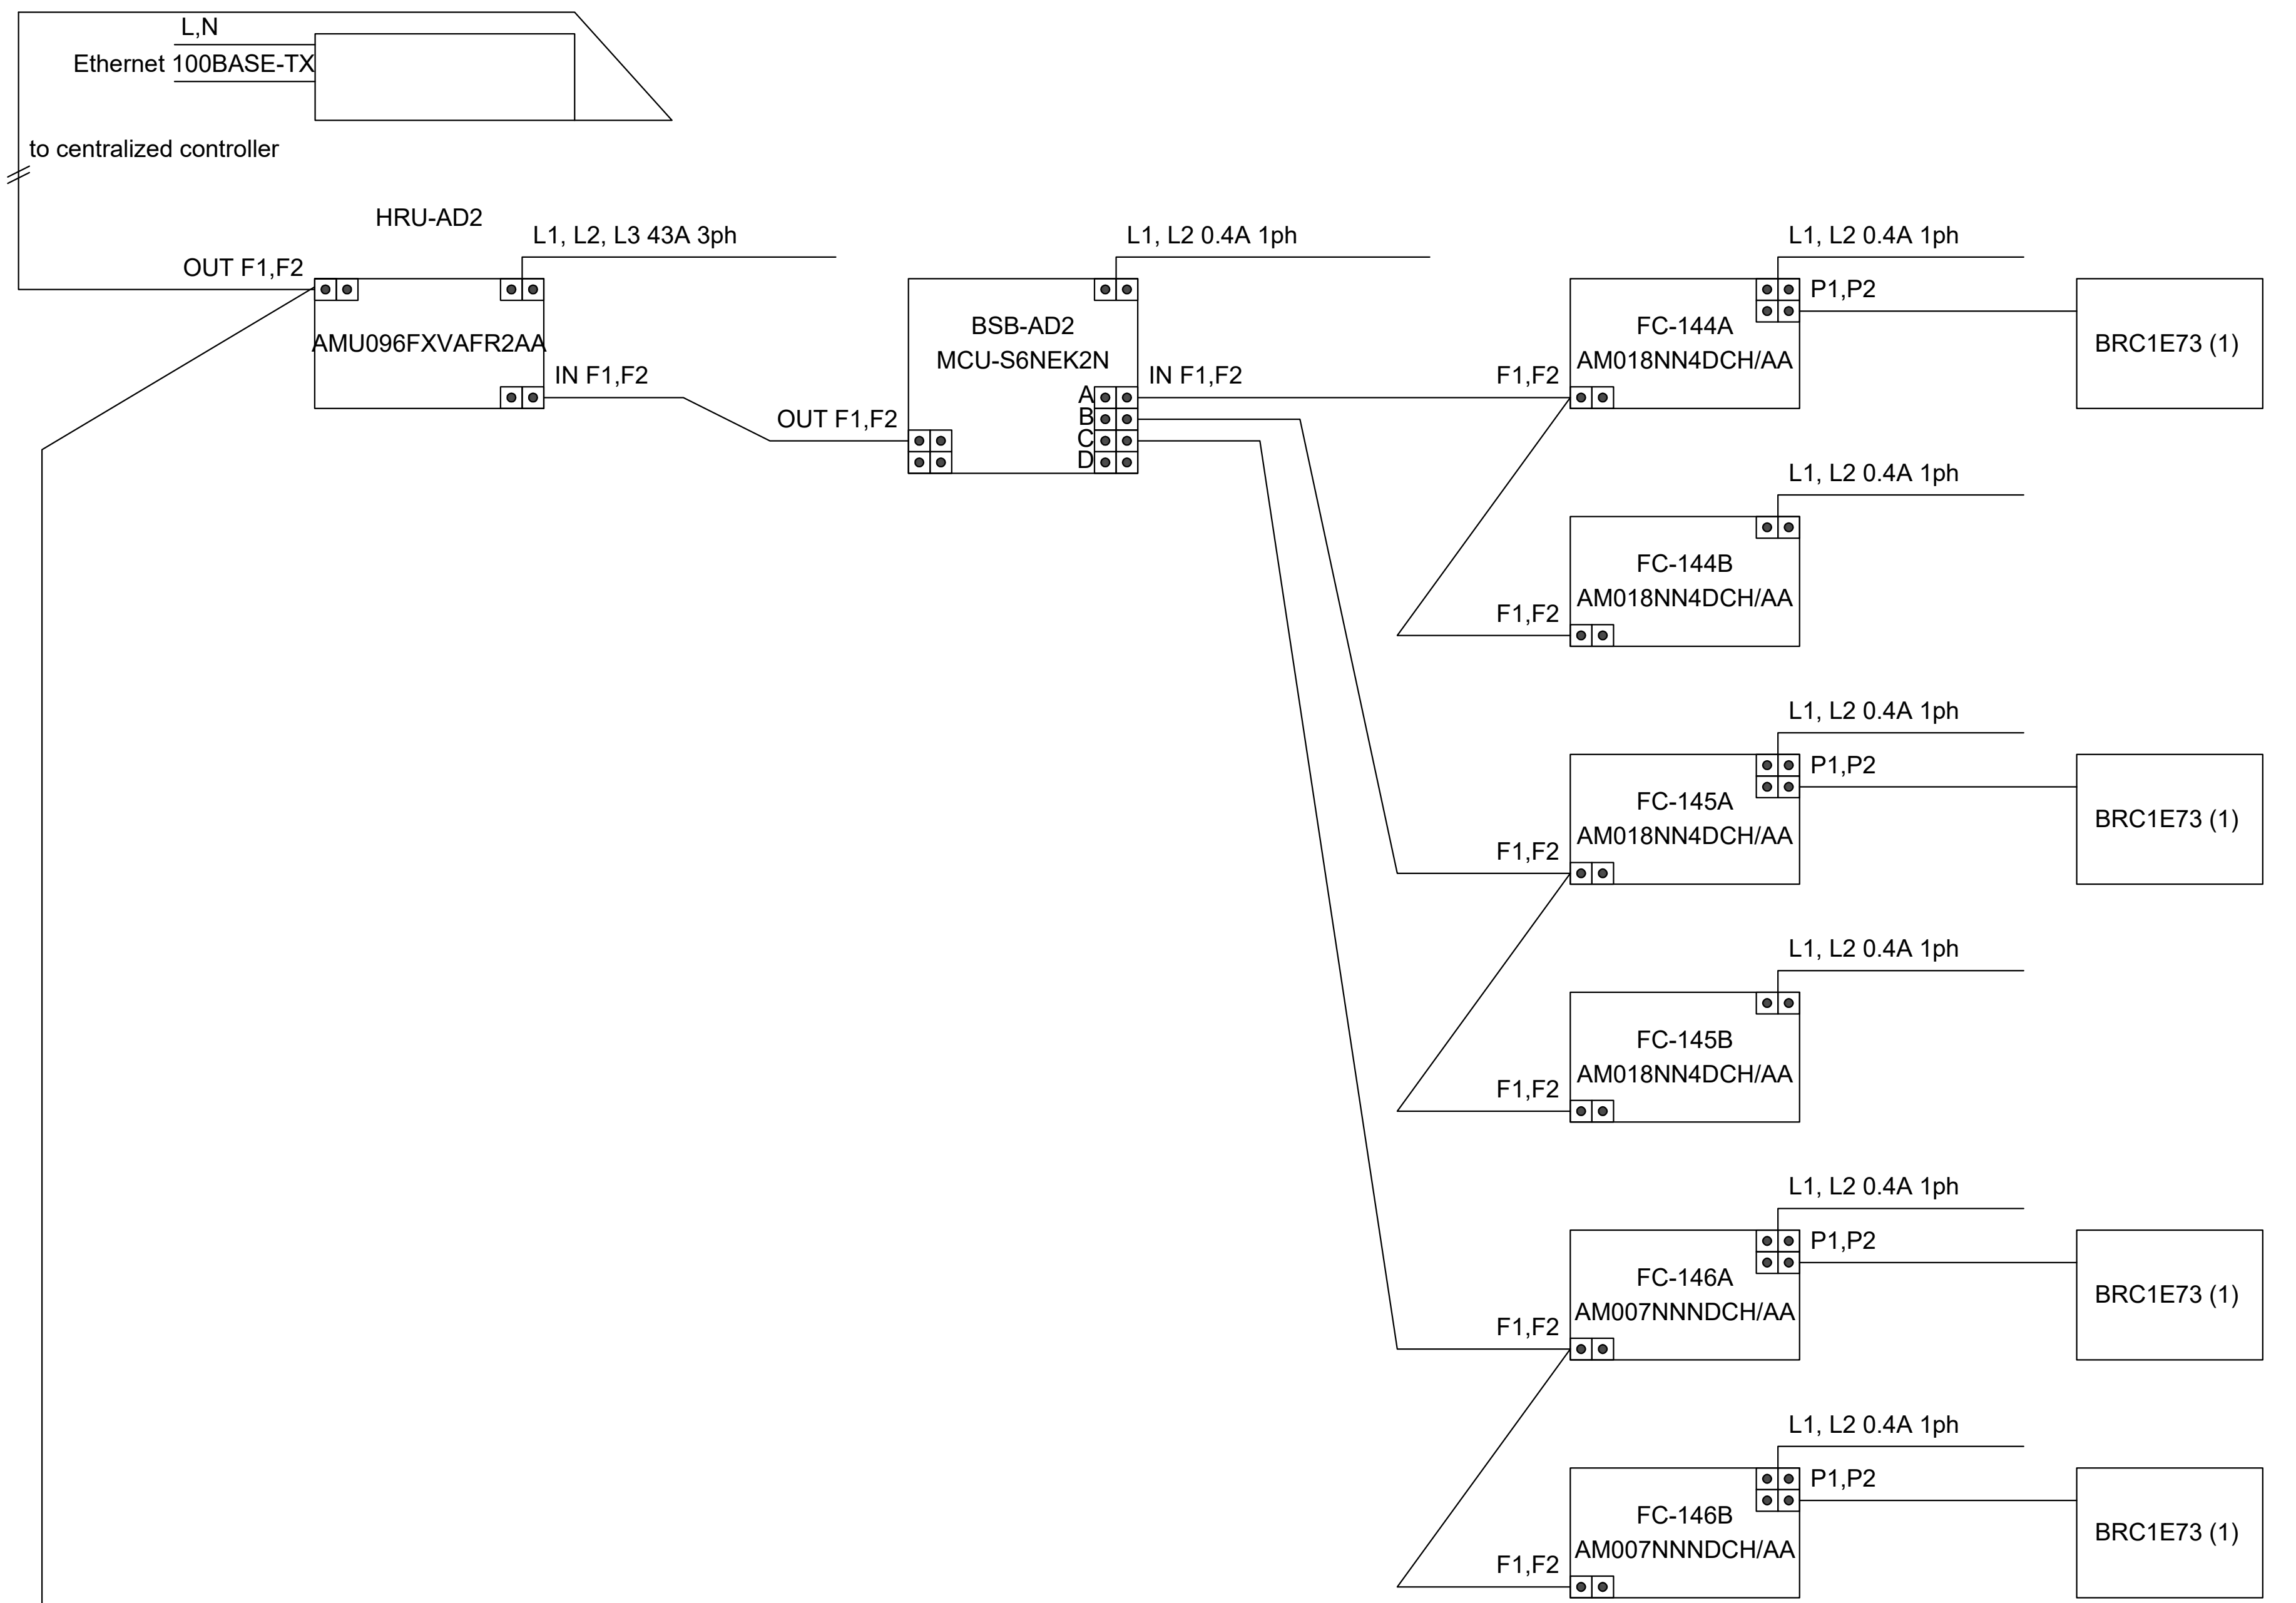 L,N
Ethernet 100BASE-TX
to centralized controller
HRU-AD2
L1, L2, L3 43A 3ph
OUT F1,F2
AMU096FXVAFR2AA
IN F1,F2
L1, L2 0.4A 1ph
BSB-AD2
MCU-S6NEK2N
OUT F1,F2
A
B
C
D
IN F1,F2
L1, L2 0.4A 1ph
P1,P2
FC-144A
AM018NN4DCH/AA
F1,F2
BRC1E73 (1)
L1, L2 0.4A 1ph
FC-144B
AM018NN4DCH/AA
F1,F2
L1, L2 0.4A 1ph
P1,P2
FC-145A
AM018NN4DCH/AA
F1,F2
BRC1E73 (1)
L1, L2 0.4A 1ph
FC-145B
AM018NN4DCH/AA
F1,F2
L1, L2 0.4A 1ph
P1,P2
FC-146A
AM007NNNDCH/AA
F1,F2
BRC1E73 (1)
L1, L2 0.4A 1ph
P1,P2
FC-146B
AM007NNNDCH/AA
F1,F2
BRC1E73 (1)